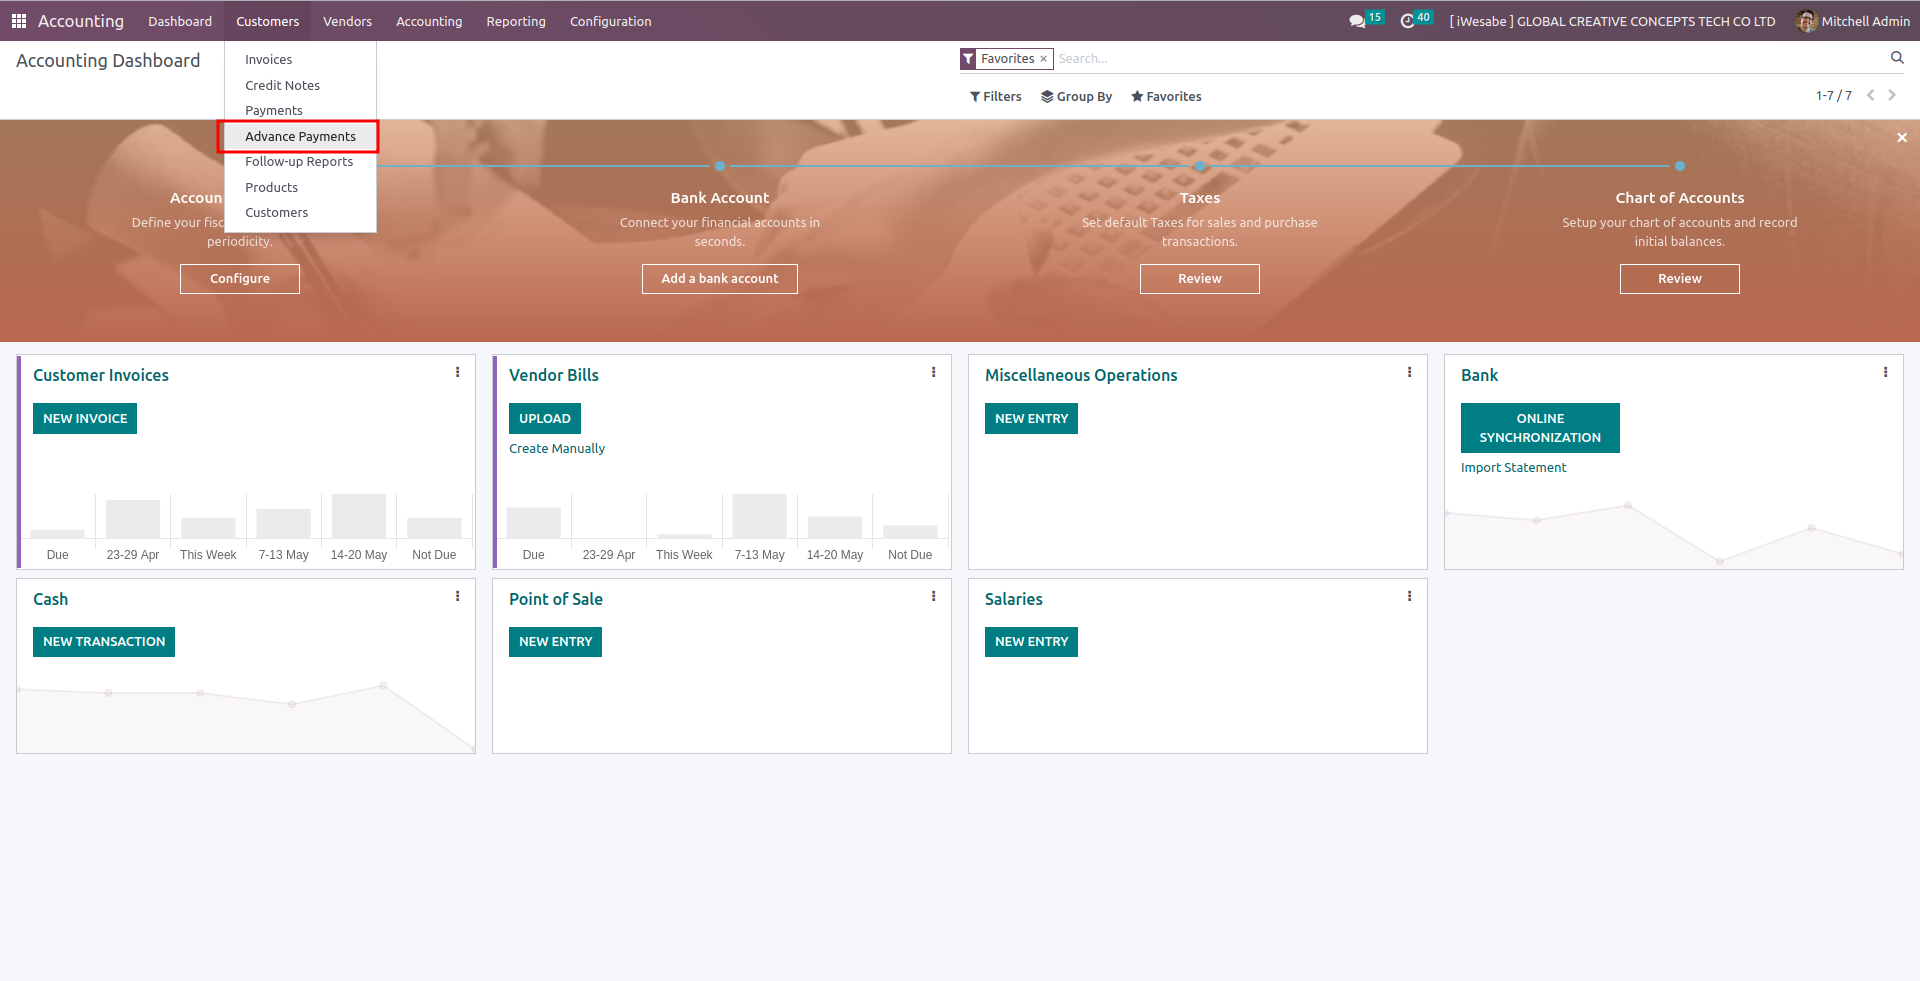 Accounting Dashboard Customers Vendors Accounting Reporting Configuration 15 40 [ iWesabe ] GLOBAL CREATIVE CONCEPTS TECH CO LTD Mitchell Admin
Accounting Dashboard
Invoices
Credit Notes
Payments
Advance Payments
Follow-up Reports
Products
Customers
Favorites × Search...
Filters Group By Favorites 1-7 / 7
Define your fisc
periodicity.
Configure
Bank Account
Connect your financial accounts in
seconds.
Add a bank account
Taxes
Set default Taxes for sales and purchase
transactions.
Review
Chart of Accounts
Setup your chart of accounts and record
initial balances.
Review
Customer Invoices
NEW INVOICE
Due 23-29 Apr This Week 7-13 May 14-20 May Not Due
Vendor Bills
UPLOAD
Create Manually
Due 23-29 Apr This Week 7-13 May 14-20 May Not Due
Miscellaneous Operations
NEW ENTRY
Bank
ONLINE
SYNCHRONIZATION
Import Statement
Cash
NEW TRANSACTION
Point of Sale
NEW ENTRY
Salaries
NEW ENTRY